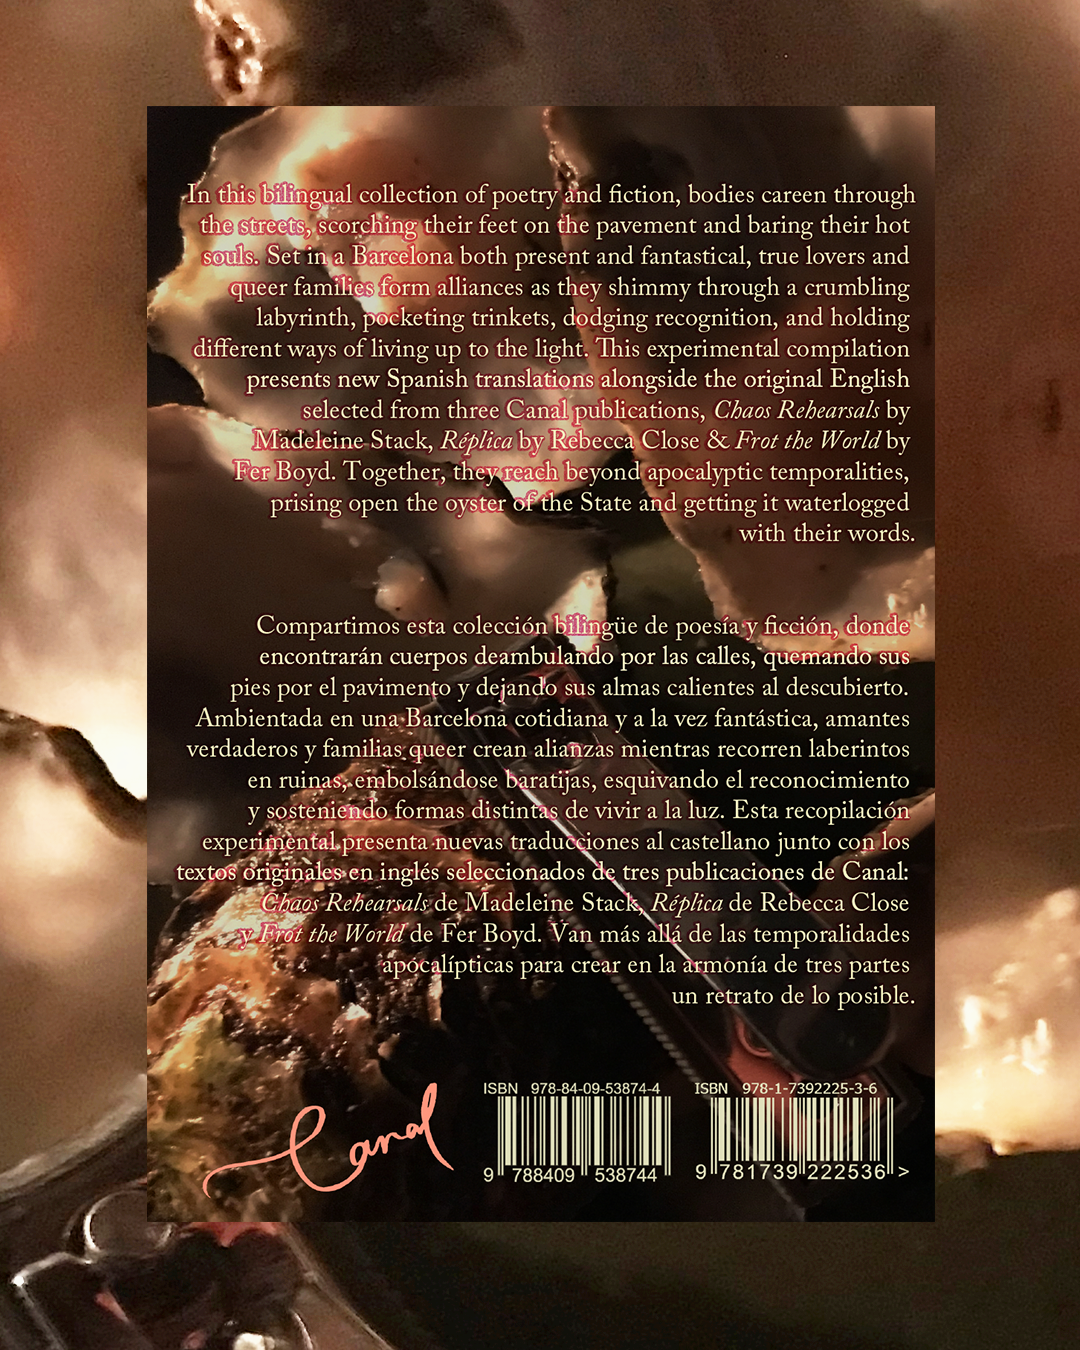 In this bilingual collection of poetry and fiction, bodies careen through
the streets, scorching their feet on the pavement and baring their hot
souls. Set in a Barcelona both present and fantastical, true lovers and
queer families form alliances as they shimmy through a crumbling
labyrinth, pocketing trinkets, dodging recognition, and holding
different ways of living up to the light. This experimental compilation
presents new Spanish translations alongside the original English
selected from three Canal publications, Chaos Rehearsals by
Madeleine Stack, Réplica by Rebecca Close & Frot the World by
Fer Boyd. Together, they reach beyond apocalyptic temporalities,
prising open the oyster of the State and getting it waterlogged
with their words.
Compartimos esta colección bilingüe de poesía y ficción, donde
encontrarán cuerpos deambulando por las calles, quemando sus
pies por el pavimento y dejando sus almas calientes al descubierto.
Ambientada en una Barcelona cotidiana y a la vez fantástica, amantes
verdaderos y familias queer crean alianzas mientras recorren laberintos
en ruinas, embolsándose baratijas, esquivando el reconocimiento
y sosteniendo formas distintas de vivir a la luz. Esta recopilación
experimental presenta nuevas traducciones al castellano junto con los
textos originales en inglés seleccionados de tres publicaciones de Canal:
Chaos Rehearsals de Madeleine Stack, Réplica de Rebecca Close
y Frot the World de Fer Boyd. Van más allá de las temporalidades
apocalípticas para crear en la armonía de tres partes
un retrato de lo posible.
Canal
ISBN 978-84-09-53874-4
9 788409 538744
ISBN 978-1-7392225-3-6
9 781739 222536 >